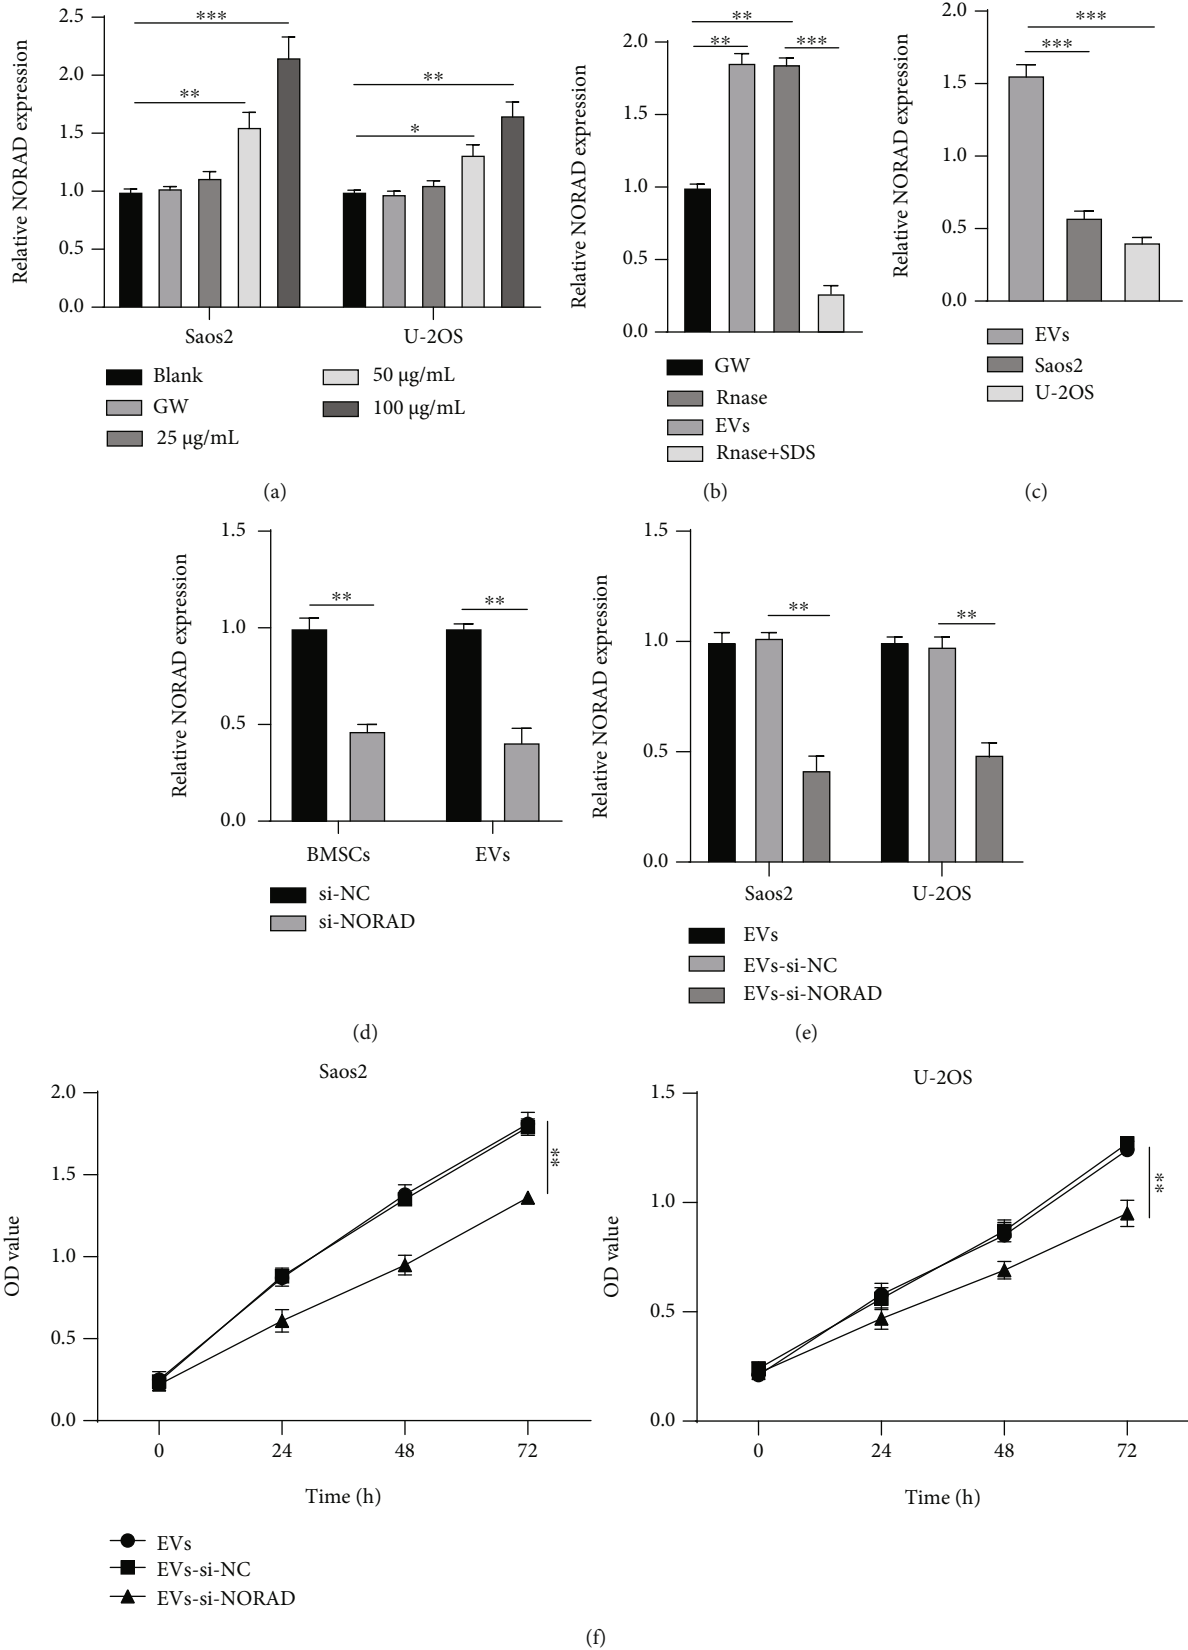 Relative NORAD expression
2.5
2.0
1.5
1.0
0.5
0.0
***
**
**
*
Saos2
U-2OS
Blank
GW
25 μg/mL
50 μg/mL
100 μg/mL
(a)
Relative NORAD expression
2.0
1.5
1.0
0.5
0.0
**
**
***
GW
Rnase
EVs
Rnase+SDS
(b)
Relative NORAD expression
2.0
1.5
1.0
0.5
0.0
***
***
EVs
Saos2
U-2OS
(c)
Relative NORAD expression
1.5
1.0
0.5
0.0
**
**
BMSCs
EVs
si-NC
si-NORAD
(d)
Relative NORAD expression
1.5
1.0
0.5
0.0
**
**
Saos2
U-2OS
EVs
EVs-si-NC
EVs-si-NORAD
(e)
Saos2
OD value
2.0
1.5
1.0
0.5
0.0
**
0
24
48
72
Time (h)
U-2OS
OD value
1.5
1.0
0.5
0.0
**
0
24
48
72
Time (h)
EVs
EVs-si-NC
EVs-si-NORAD
(f)